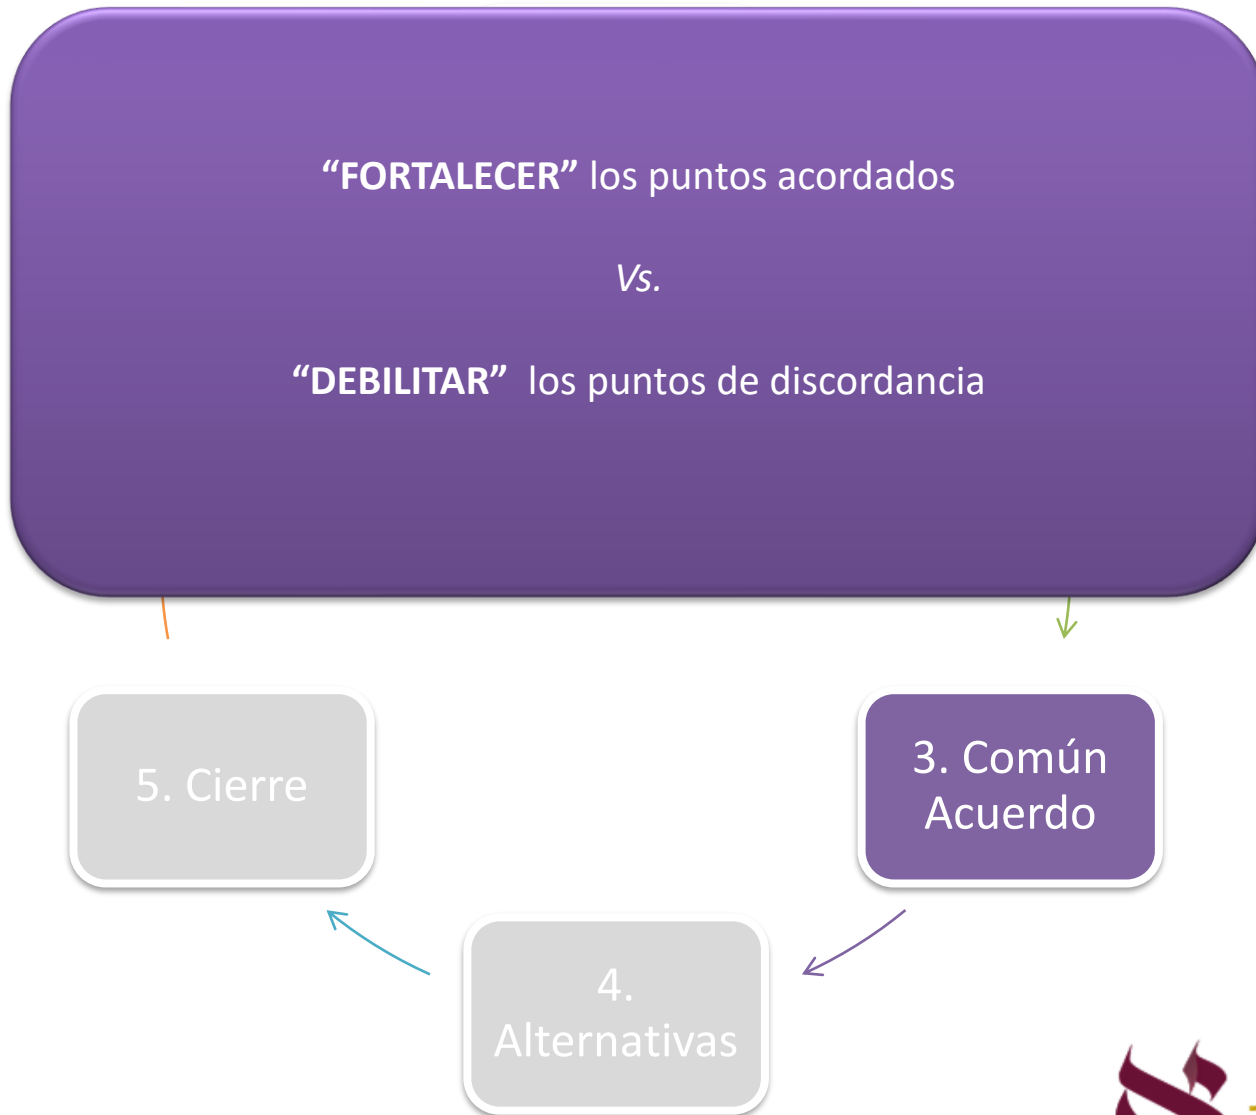 “FORTALECER” los puntos acordados
Vs.
“DEBILITAR” los puntos de discordancia
5. Cierre
3. Común
Acuerdo
4.
Alternativas